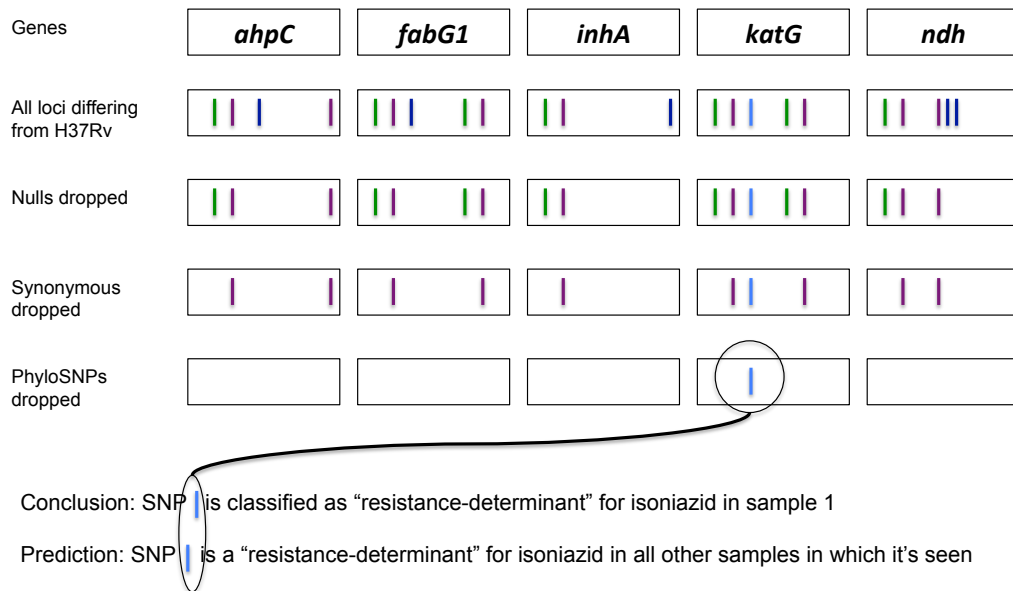 Genes
ahpC fabG1 inhA katG ndh
All loci differing
from H37Rv
Nulls dropped
Synonymous
dropped
PhyloSNPs
dropped
Conclusion: SNP is classified as “resistance-determinant” for isoniazid in sample 1
Prediction: SNP is a “resistance-determinant” for isoniazid in all other samples in which it’s seen